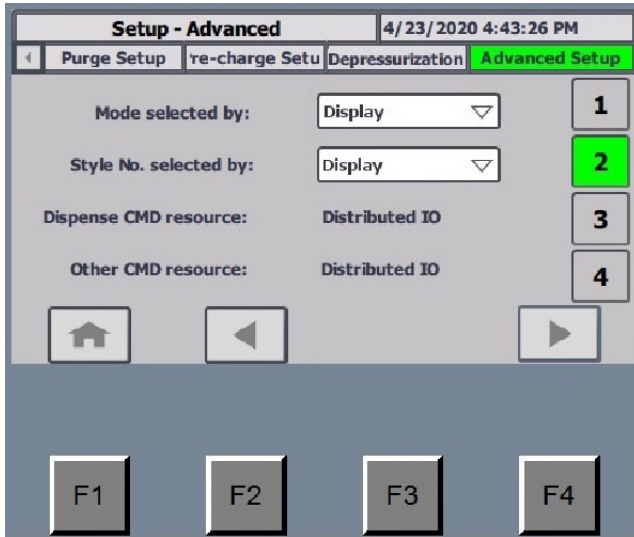 Setup - Advanced
4/23/2020 4:43:26 PM
Purge Setup 're-charge Setu Depressurization Advanced Setup
Mode selected by: Display 1
Style No. selected by: Display 2
Dispense CMD resource: Distributed IO 3
Other CMD resource: Distributed IO 4
F1 F2 F3 F4